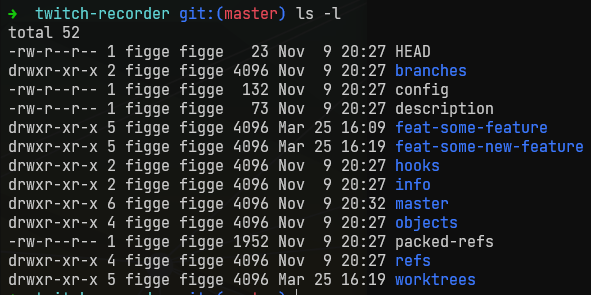 ➜  twitch-recorder git:(master) ls -l
total 52
-rw-r--r-- 1 figge figge   23 Nov  9 20:27 HEAD
drwxr-xr-x 2 figge figge 4096 Nov  9 20:27 branches
-rw-r--r-- 1 figge figge  132 Nov  9 20:27 config
-rw-r--r-- 1 figge figge   73 Nov  9 20:27 description
drwxr-xr-x 5 figge figge 4096 Mar 25 16:09 feat-some-feature
drwxr-xr-x 5 figge figge 4096 Mar 25 16:19 feat-some-new-feature
drwxr-xr-x 2 figge figge 4096 Nov  9 20:27 hooks
drwxr-xr-x 2 figge figge 4096 Nov  9 20:27 info
drwxr-xr-x 6 figge figge 4096 Nov  9 20:32 master
drwxr-xr-x 4 figge figge 4096 Nov  9 20:27 objects
-rw-r--r-- 1 figge figge 1952 Nov  9 20:27 packed-refs
drwxr-xr-x 4 figge figge 4096 Nov  9 20:27 refs
drwxr-xr-x 5 figge figge 4096 Mar 25 16:19 worktrees
➜  twitch-recorder git:(master)